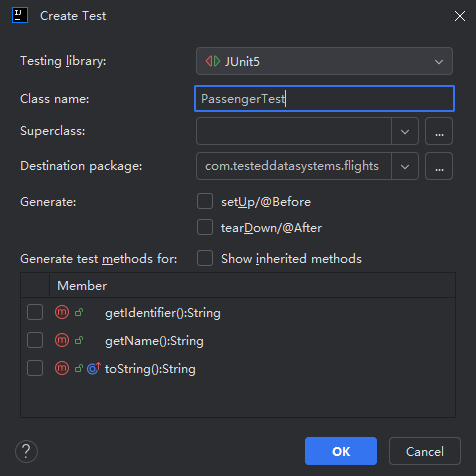 Create Test
Testing library: JUnit5
Class name: PassengerTest
Superclass: ...
Destination package: com.testeddatasystems.flights ...
Generate: setUp/@Before
tearDown/@After
Generate test methods for: Show inherited methods
Member
m getIdentifier():String
m getName():String
m toString():String
? OK Cancel